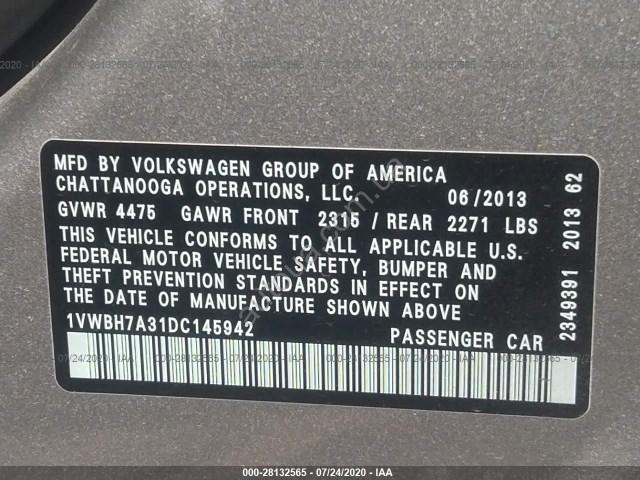 MFD BY VOLKSWAGEN GROUP OF AMERICA
CHATTANOOGA OPERATIONS, LLC 06/2013
GVWR 4475 GAWR FRONT 2315 / REAR 2271 LBS
THIS VEHICLE CONFORMS TO ALL APPLICABLE U.S.
FEDERAL MOTOR VEHICLE SAFETY, BUMPER AND
THEFT PREVENTION STANDARDS IN EFFECT ON
THE DATE OF MANUFACTURE SHOWN ABOVE
1VWBH7A31DC145942 PASSENGER CAR
2349391 2013 62
000-28132565 - 07/24/2020 - IAA